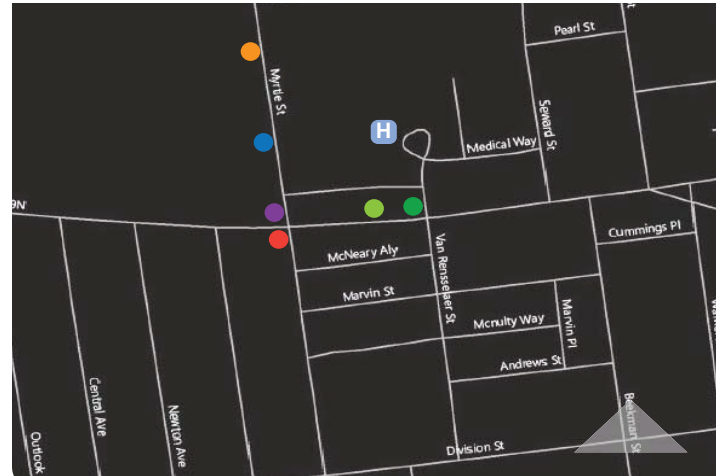 Pearl St
Myrtle St
H
Seward St
Medical Way
9N
Cummings Pl
McNeary Aly
Van Rensselaer St
Marvin St
Mcnulty Way
Marvin Pl
Andrews St
Central Ave
Newton Ave
Beekman St
Outlook
Division St